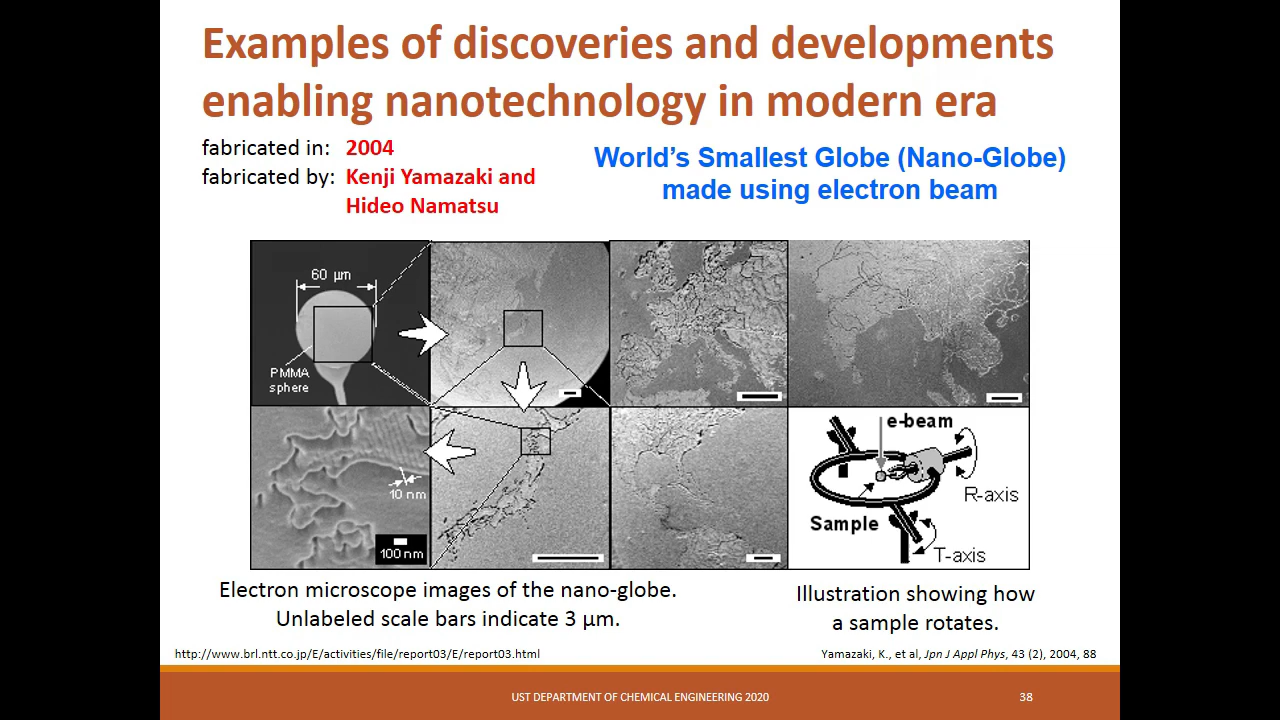 Examples of discoveries and developments
enabling nanotechnology in modern era
fabricated in: 2004
fabricated by: Kenji Yamazaki and
Hideo Namatsu
World's Smallest Globe (Nano-Globe)
made using electron beam
60 μm
PMMA
sphere
10 nm
100 nm
e-beam
R-axis
Sample
T-axis
Electron microscope images of the nano-globe.
Unlabeled scale bars indicate 3 μm.
Illustration showing how
a sample rotates.
http://www.brl.ntt.co.jp/E/activities/file/report03/E/report03.html
Yamazaki, K., et al, Jpn J Appl Phys, 43 (2), 2004, 88
UST DEPARTMENT OF CHEMICAL ENGINEERING 2020
38